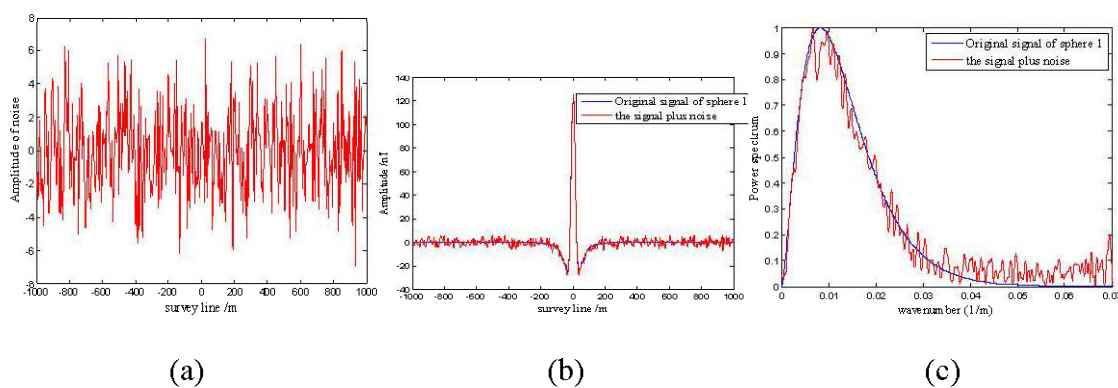 8
6
4
2
0
-2
-4
-6
-8
Amplitude of noise
-1000 -800 -600 -400 -200 0 200 400 600 800 1000
survey line /m
(a)
140
120
100
80
60
40
20
0
-20
-40
Amplitude /nT
Original signal of sphere 1
the signal plus noise
-1000 -800 -600 -400 -200 0 200 400 600 800 1000
survey line /m
(b)
1
0.9
0.8
0.7
0.6
0.5
0.4
0.3
0.2
0.1
0
Power spectrum
Original signal of sphere 1
the signal plus noise
0 0.01 0.02 0.03 0.04 0.05 0.06
wavenumber (1/m)
(c)